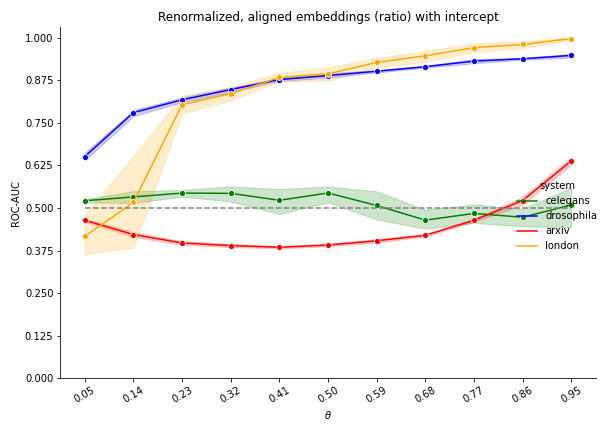 Renormalized, aligned embeddings (ratio) with intercept
ROC-AUC
1.000
0.875
0.750
0.625
0.500
0.375
0.250
0.125
0.000
system
celegans
drosophila
arxiv
london
0.05 0.14 0.23 0.32 0.41 0.50 0.59 0.68 0.77 0.86 0.95
θ